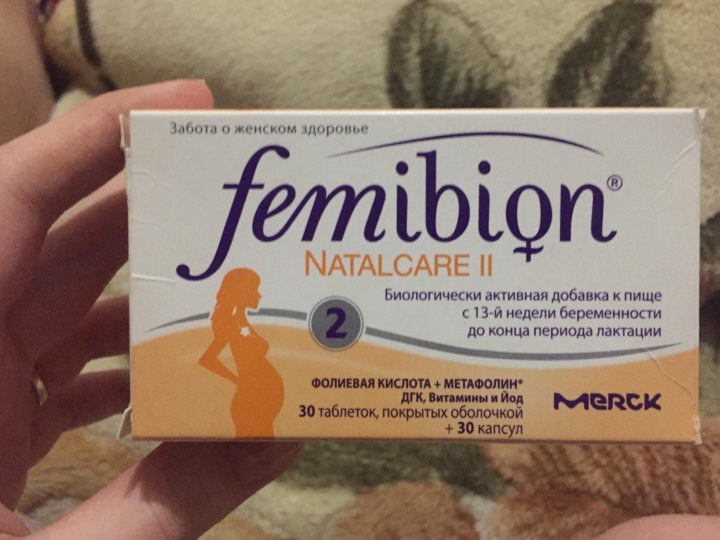 Забота о женском здоровье
femibion®
NATALCARE II
2
Биологически активная добавка к пище
с 13-й недели беременности
до конца периода лактации
ФОЛИЕВАЯ КИСЛОТА + МЕТАФОЛИН®
ДГК, Витамины и Йод
30 таблеток, покрытых оболочкой
+ 30 капсул
MERCK